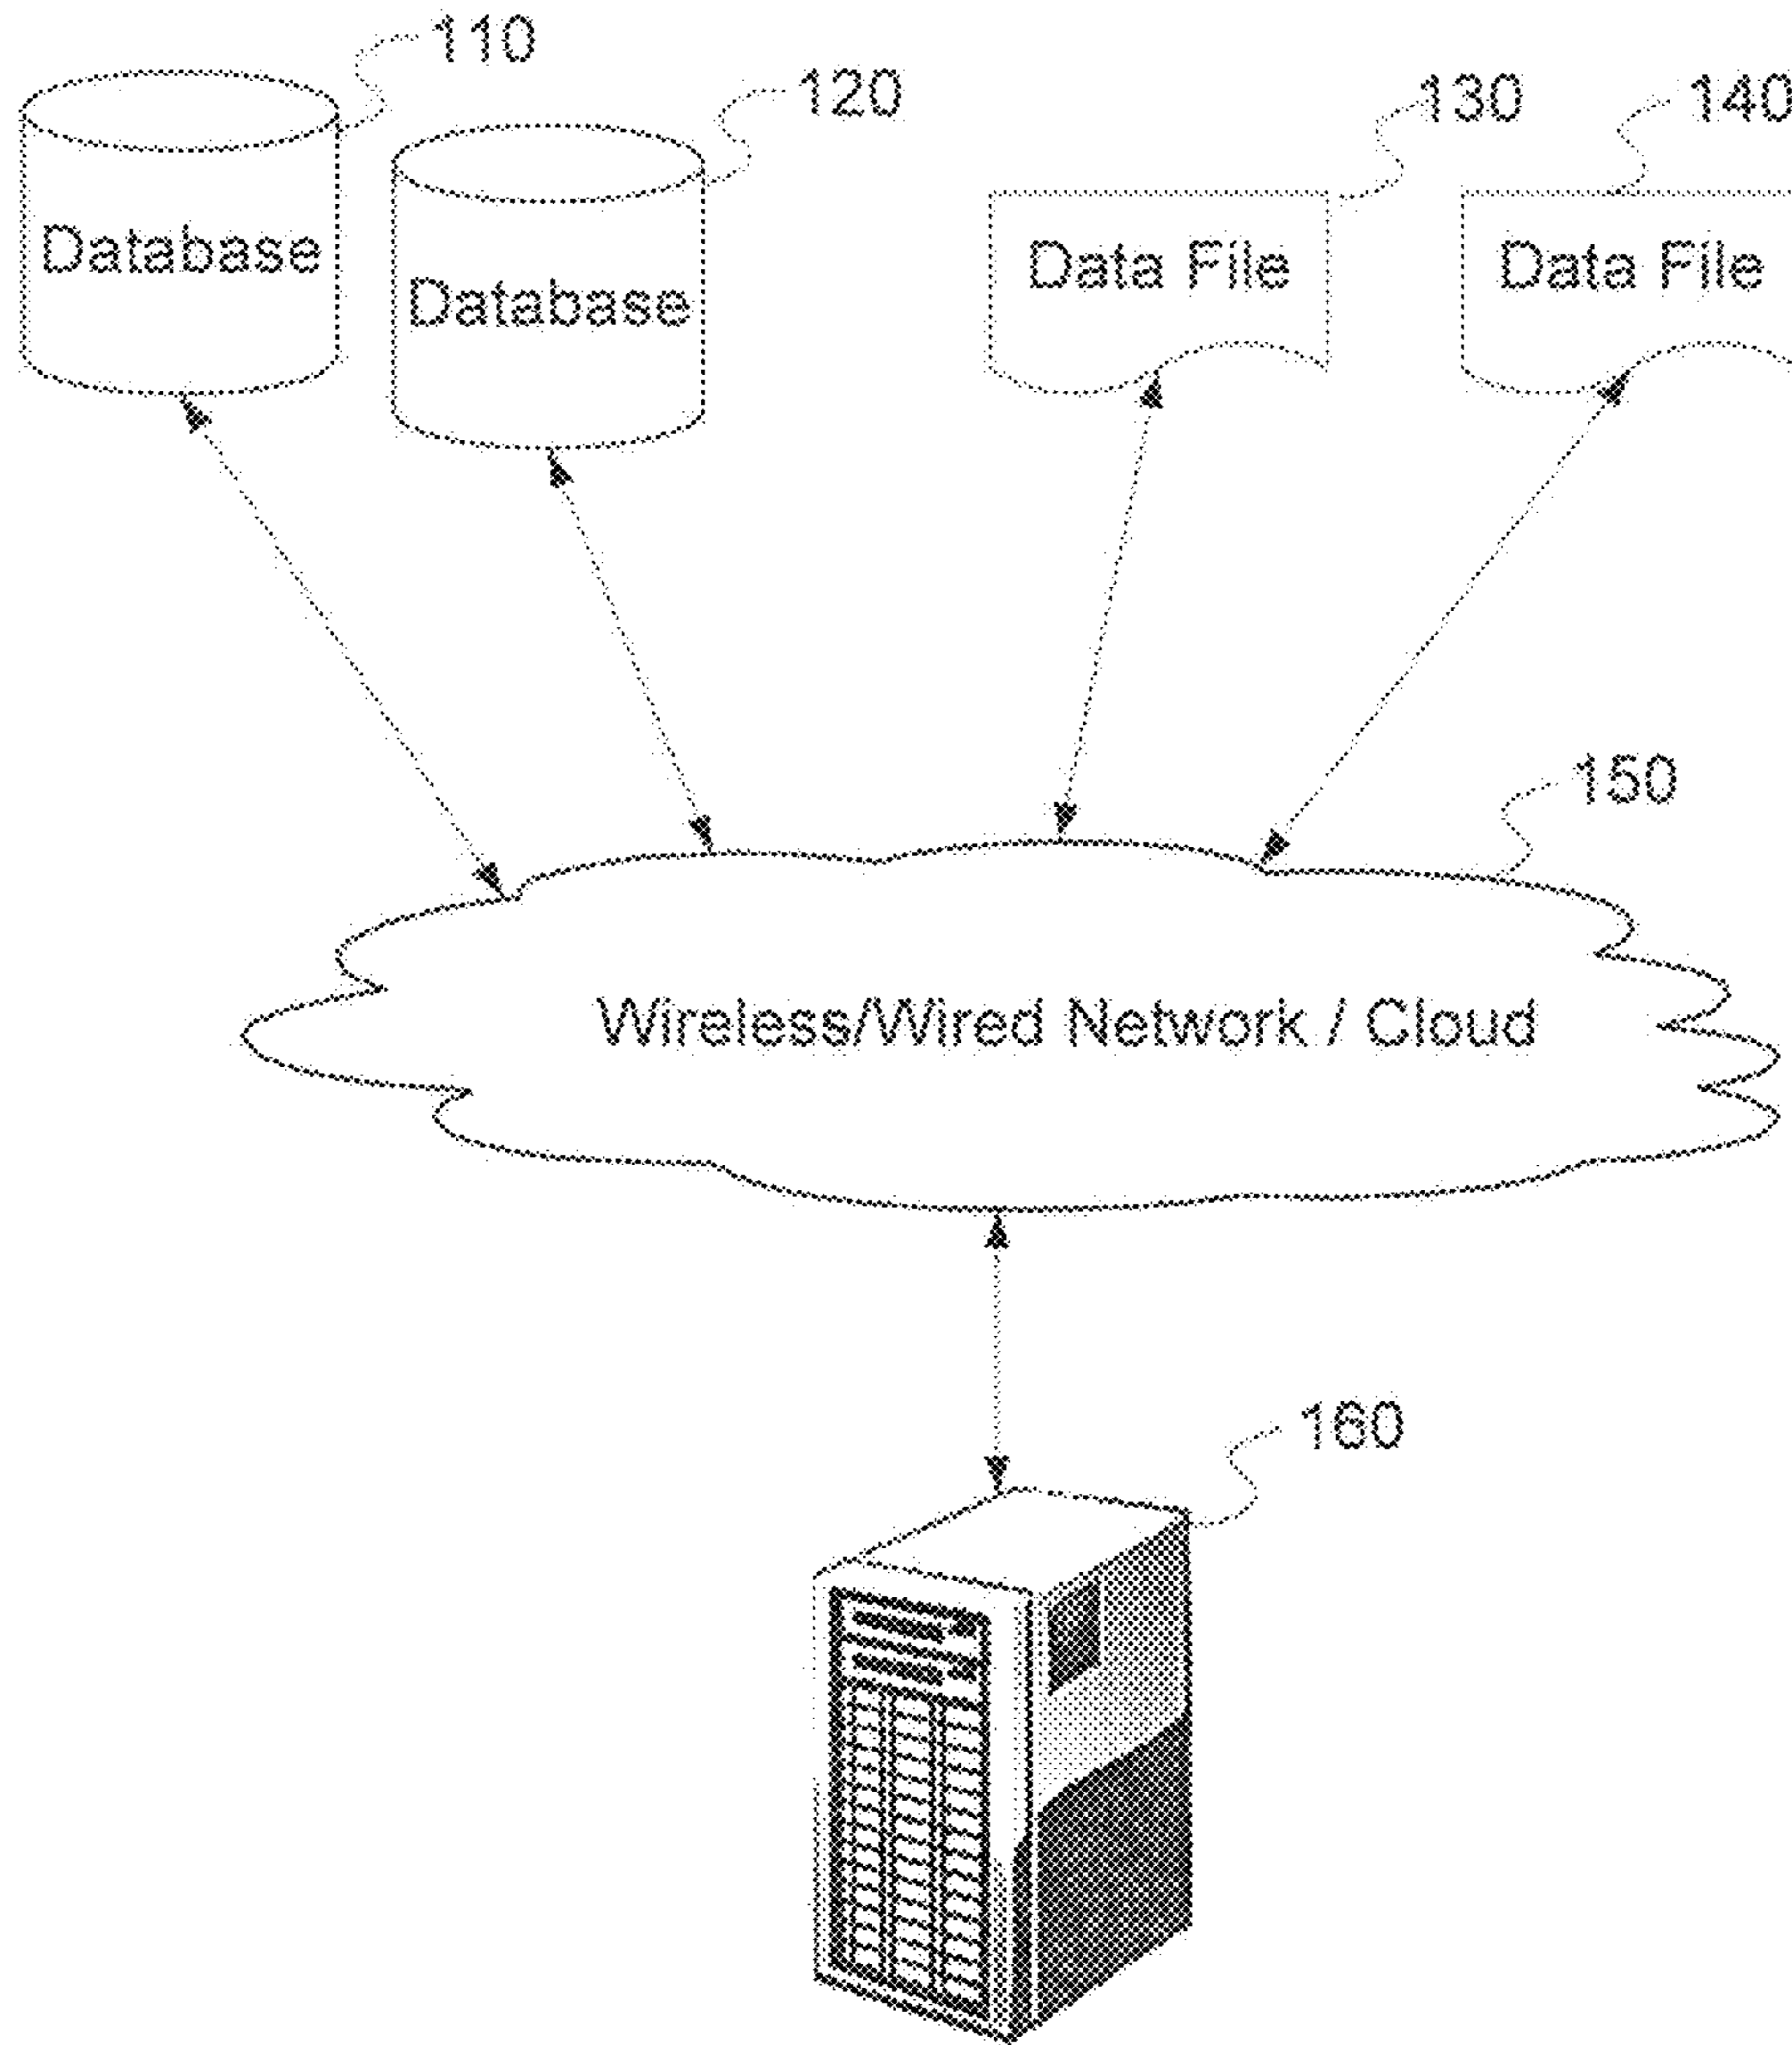 110
120
130
140
Database
Database
Data File
Data File
150
Wireless/Wired Network / Cloud
160